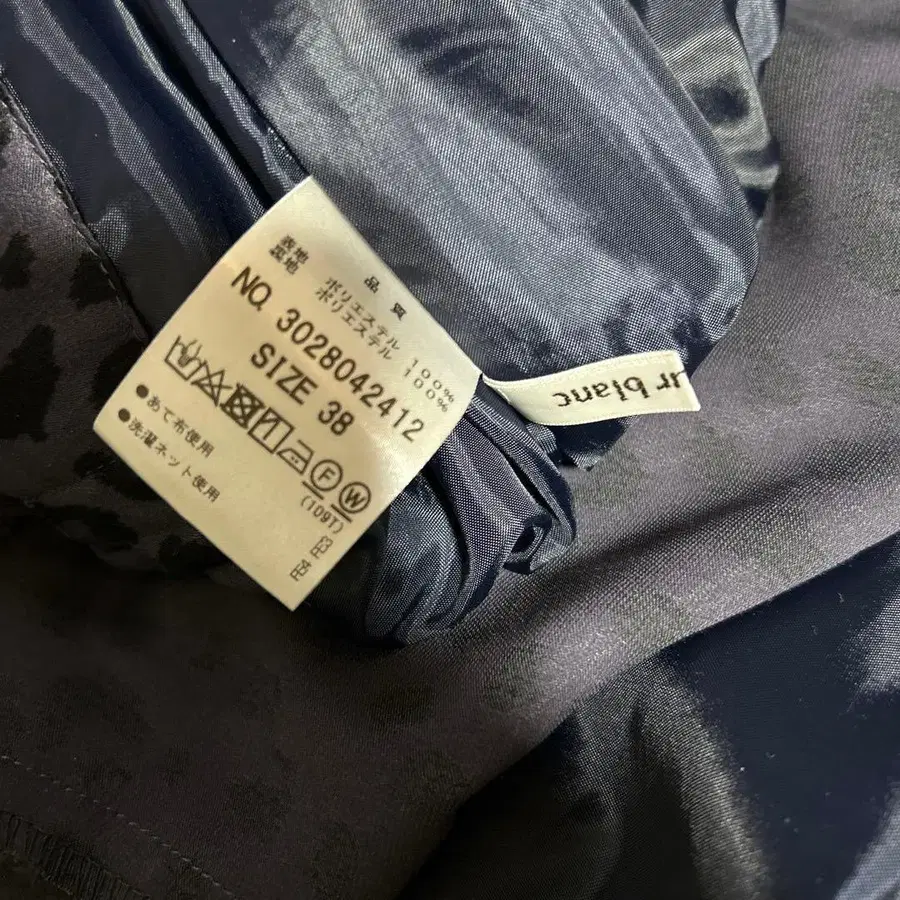 品質
表地 ポリエステル 100%
裏地 ポリエステル 100%
NO. 3028042412
SIZE 38
F W
●あて布使用
●洗濯ネット使用
(109T)
ur blanc